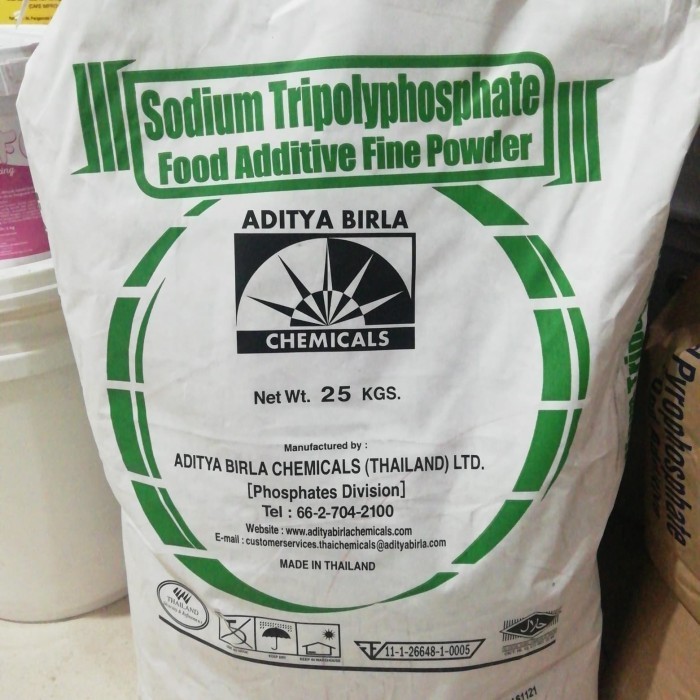 Sodium Tripolyphosphate
Food Additive Fine Powder
ADITYA BIRLA
CHEMICALS
Net Wt. 25 KGS.
Manufactured by :
ADITYA BIRLA CHEMICALS (THAILAND) LTD.
[Phosphates Division]
Tel : 66-2-704-2100
Website : www.adityabirlachemicals.com
E-mail : customerservices.thaichemicals@adityabirla.com
MADE IN THAILAND
THAILAND
11-1-26648-1-0005
حلال
Pyrophosphate